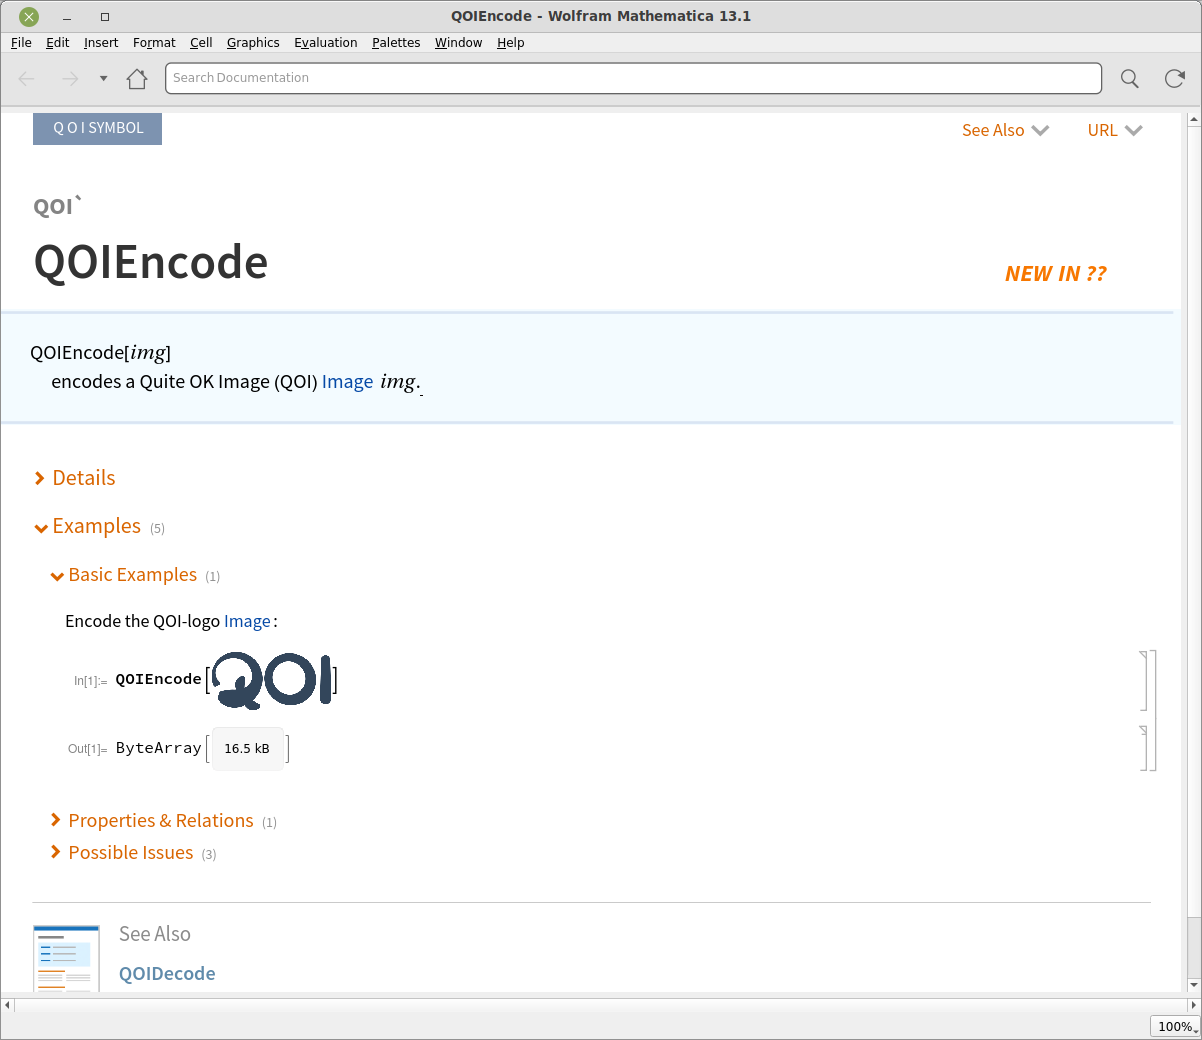 QOIEncode - Wolfram Mathematica 13.1
File Edit Insert Format Cell Graphics Evaluation Palettes Window Help
Search Documentation
Q O I SYMBOL
See Also URL
QOI`
QOIEncode
NEW IN ??
QOIEncode[img]
encodes a Quite OK Image (QOI) Image img.
Details
Examples (5)
Basic Examples (1)
Encode the QOI-logo Image:
In[1]:= QOIEncode[QOI]
Out[1]= ByteArray[16.5 kB]
Properties & Relations (1)
Possible Issues (3)
See Also
QOIDecode
100%